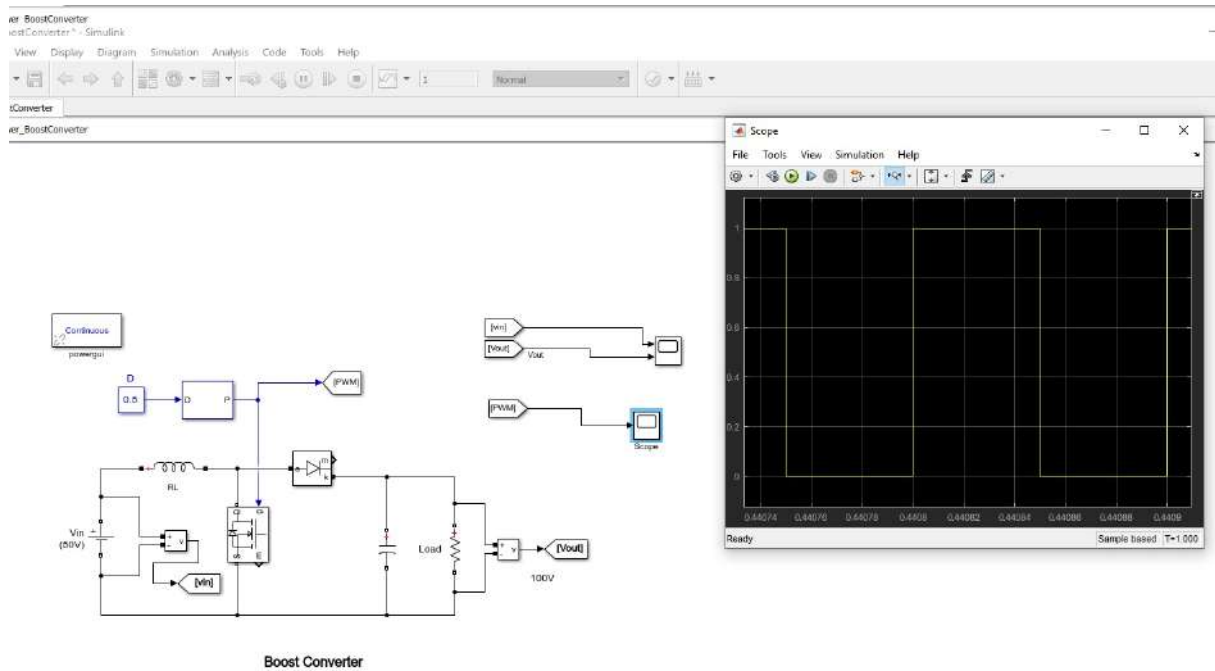 er_BoostConverter
oostConverter * - Simulink
View Display Diagram Simulation Analysis Code Tools Help
1 Normal
tConverter
er_BoostConverter
Scope
File Tools View Simulation Help
1
0.8
0.6
0.4
0.2
0
0.44074 0.44076 0.44078 0.4408 0.44082 0.44084 0.44086 0.44088 0.4409
Ready Sample based T=1.000
Continuous
powergui
D
0.5
D P
[PWM]
[vin]
[Vout]
Vout
[PWM]
Scope
RL
a m k
g D S m
Vin
(50V)
+ - v
[vin]
Load
+ - v
[Vout]
100V
Boost Converter